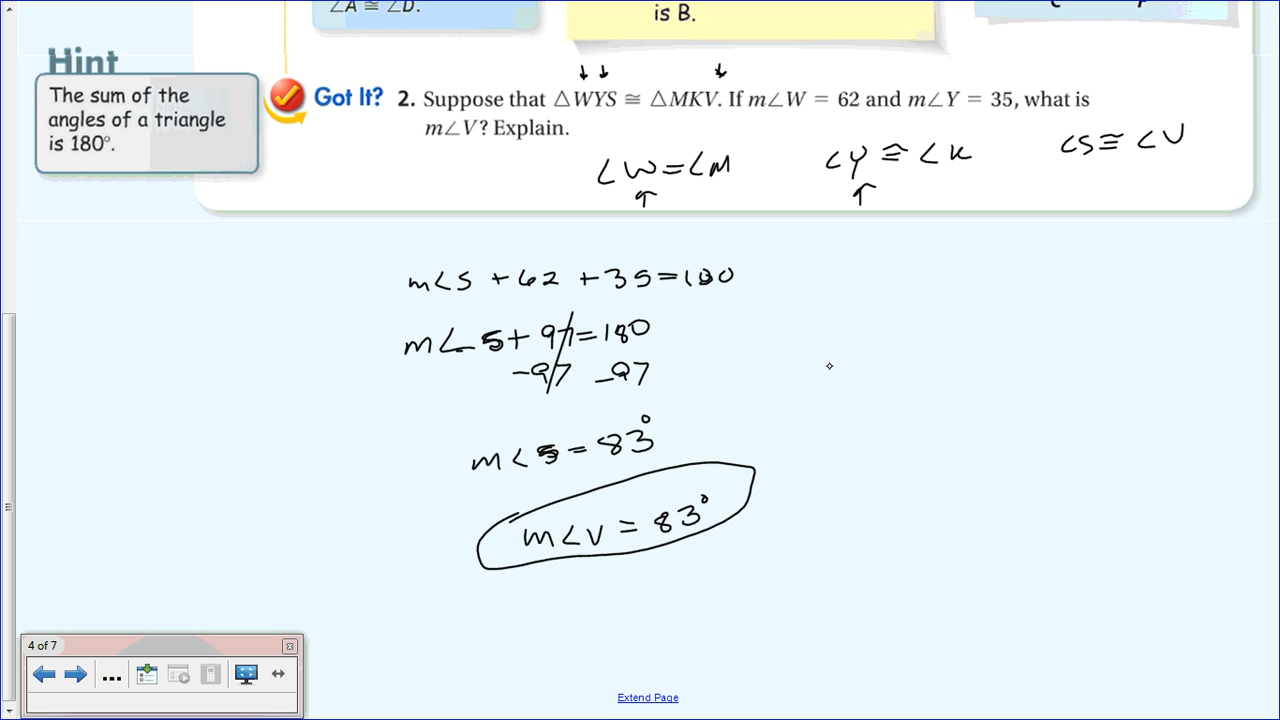 ∠A ≅ ∠D.
is B.
Hint
The sum of the
angles of a triangle
is 180°.
Got It? 2. Suppose that △WYS ≅ △MKV. If m∠W = 62 and m∠Y = 35, what is
m∠V? Explain.
∠W = ∠M
∠Y ≅ ∠K
∠S ≅ ∠V
m∠S + 62 + 35 = 180
m∠S + 97 = 180
-97 -97
m∠S = 83°
m∠V = 83°
4 of 7
...
Extend Page